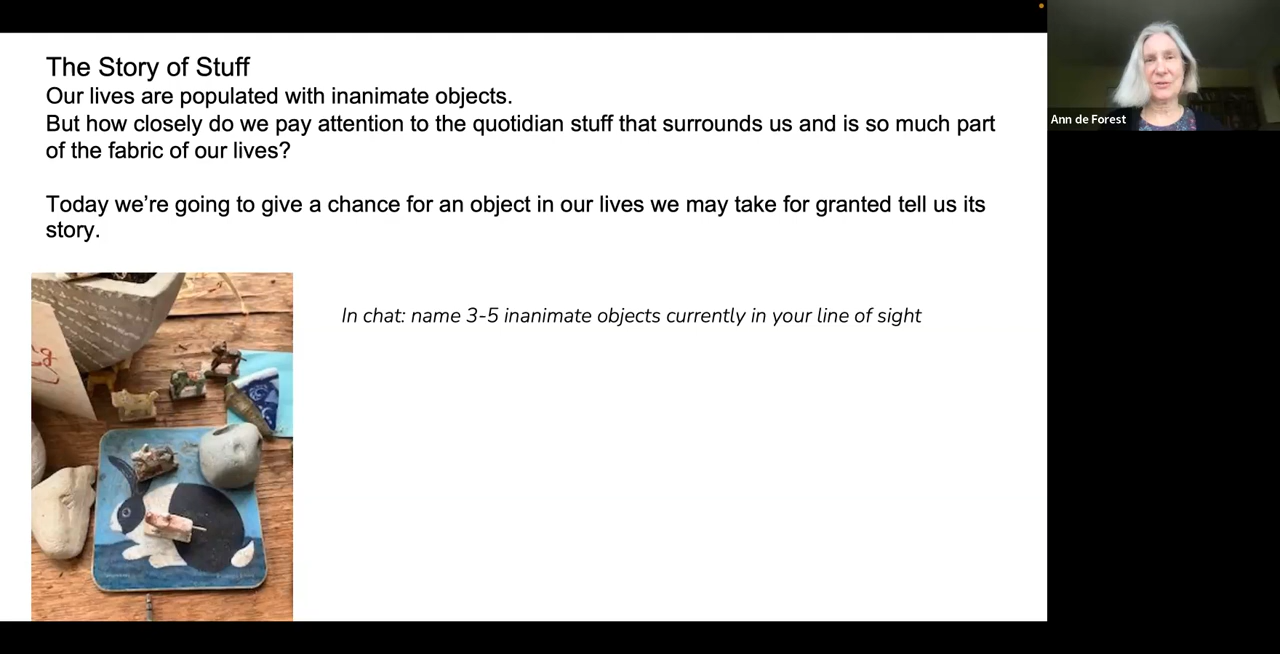 The Story of Stuff
Our lives are populated with inanimate objects.
But how closely do we pay attention to the quotidian stuff that surrounds us and is so much part
of the fabric of our lives?
Today we're going to give a chance for an object in our lives we may take for granted tell us its
story.
In chat: name 3-5 inanimate objects currently in your line of sight
Ann de Forest